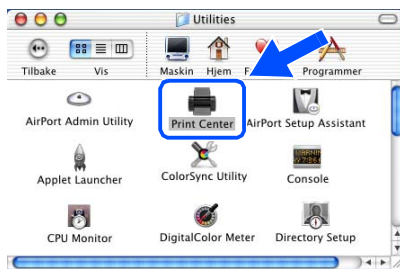 Utilities
Tilbake Vis Maskin Hjem Programmer
AirPort Admin Utility Print Center AirPort Setup Assistant
Applet Launcher ColorSync Utility Console
CPU Monitor DigitalColor Meter Directory Setup